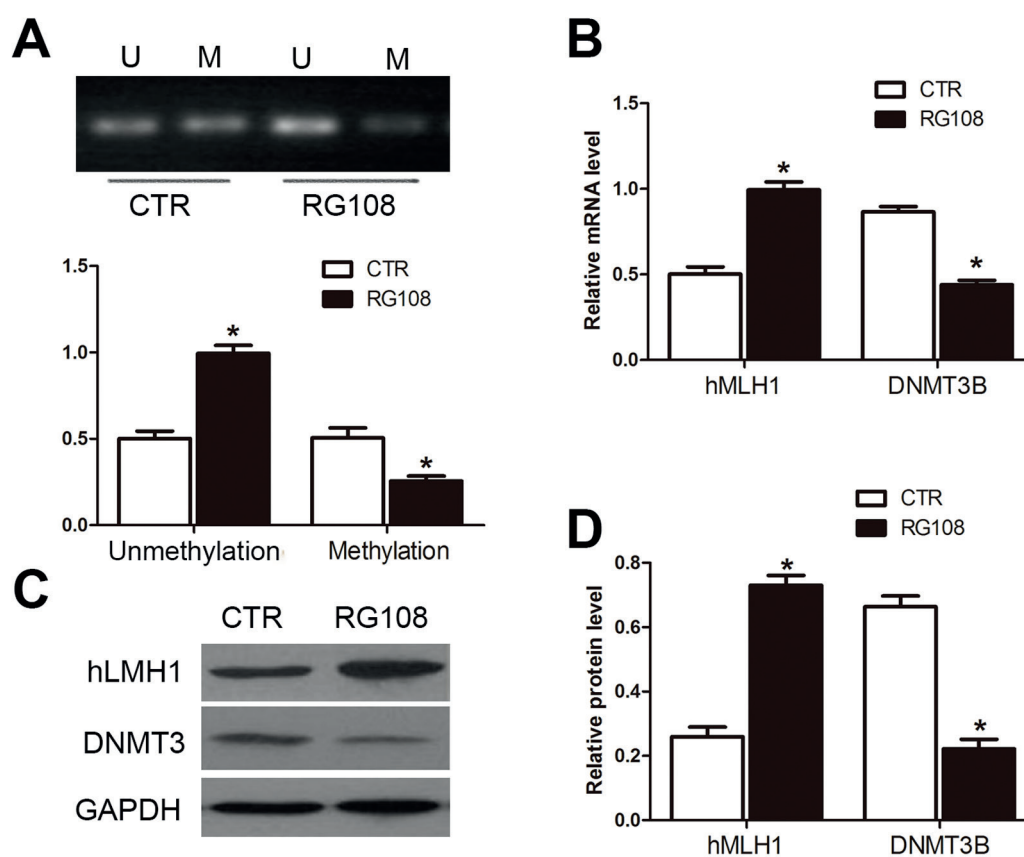 A
U M U M
CTR RG108
1.5
1.0
0.5
0.0
CTR
RG108
*
*
Unmethylation Methylation
B
Relative mRNA level
1.5
1.0
0.5
0.0
CTR
RG108
*
*
hMLH1 DNMT3B
C
CTR RG108
hLMH1
DNMT3
GAPDH
D
Relative protein level
0.8
0.6
0.4
0.2
0.0
CTR
RG108
*
*
hMLH1 DNMT3B